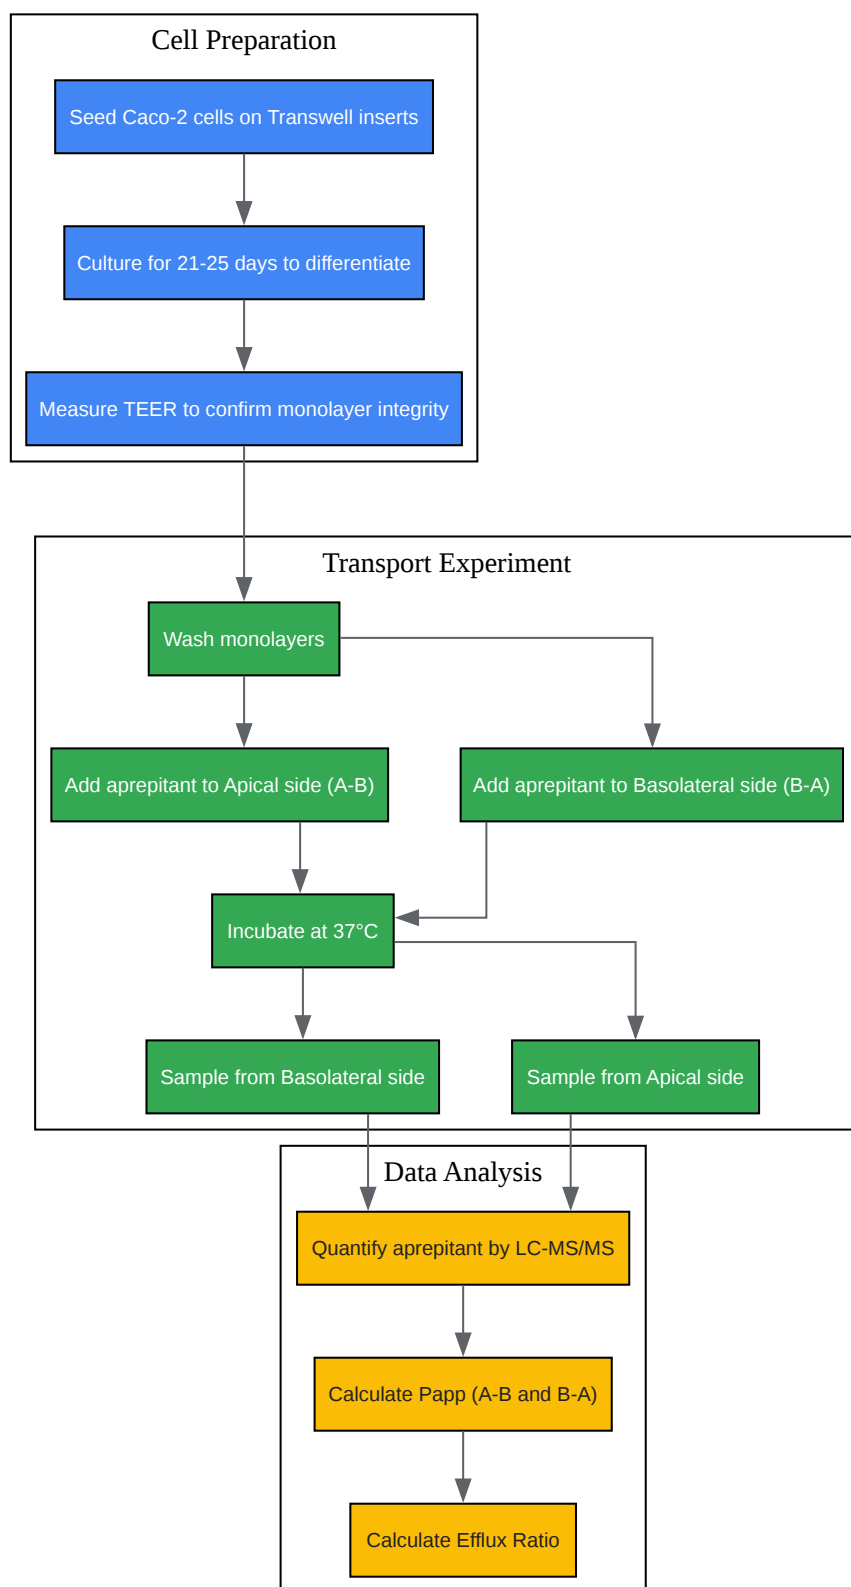 Cell Preparation
Seed Caco-2 cells on Transwell inserts
Culture for 21-25 days to differentiate
Measure TEER to confirm monolayer integrity
Transport Experiment
Wash monolayers
Add aprepitant to Apical side (A-B)
Add aprepitant to Basolateral side (B-A)
Incubate at 37°C
Sample from Basolateral side
Sample from Apical side
Data Analysis
Quantify aprepitant by LC-MS/MS
Calculate Papp (A-B and B-A)
Calculate Efflux Ratio